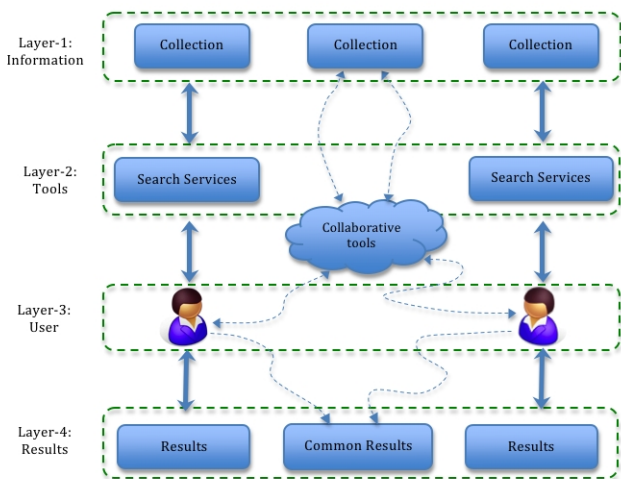 Layer-1:
Information
Collection
Collection
Collection
Layer-2:
Tools
Search Services
Search Services
Collaborative
tools
Layer-3:
User
Layer-4:
Results
Results
Common Results
Results